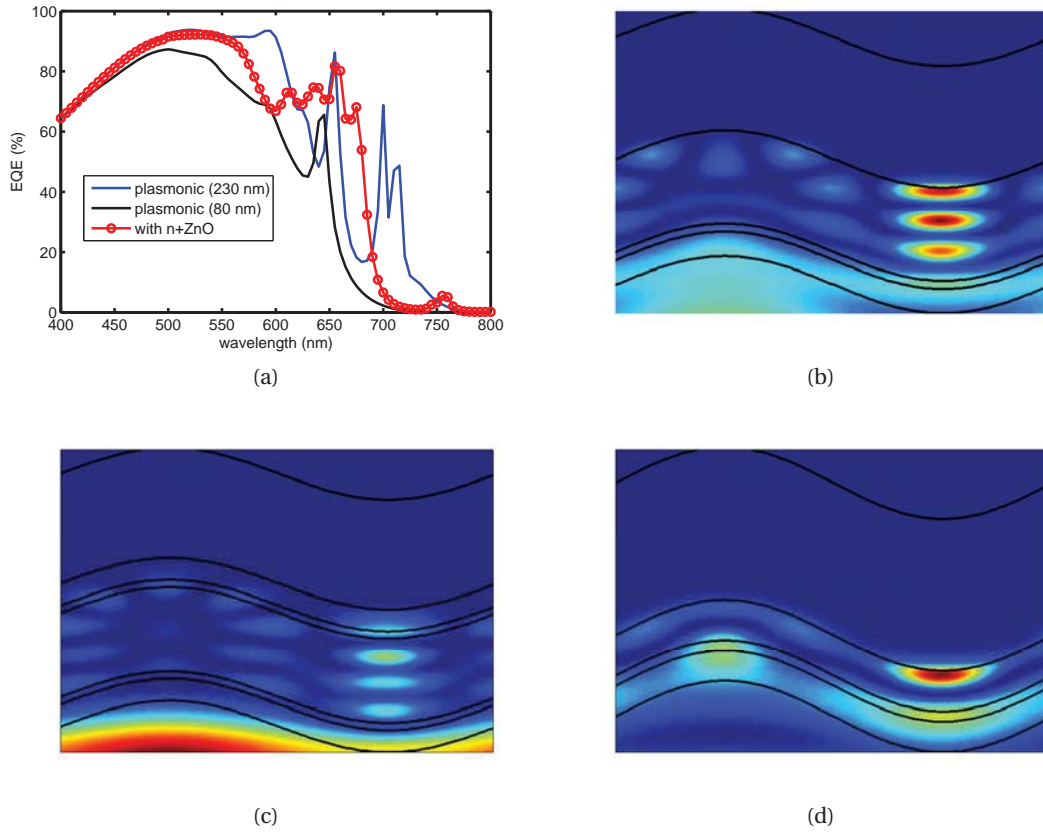 100
80
60
40
20
0
EQE (%)
plasmonic (230 nm)
plasmonic (80 nm)
with n+ZnO
400 450 500 550 600 650 700 750 800
wavelength (nm)
(a)
(b)
(c)
(d)